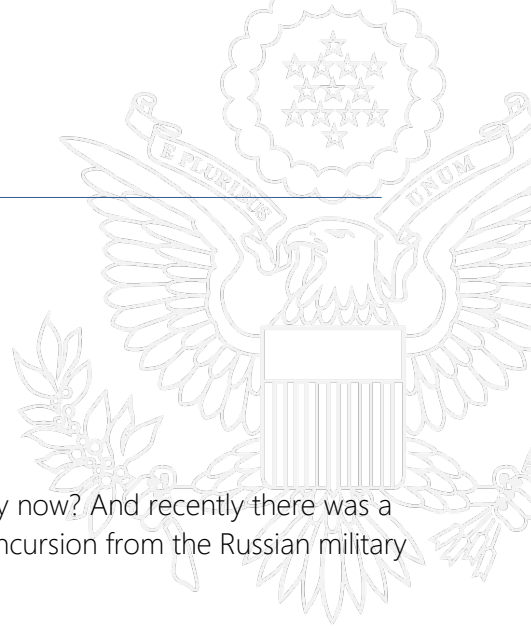 E PLURIBUS
UNUM
y now? And recently there was a
ncursion from the Russian military